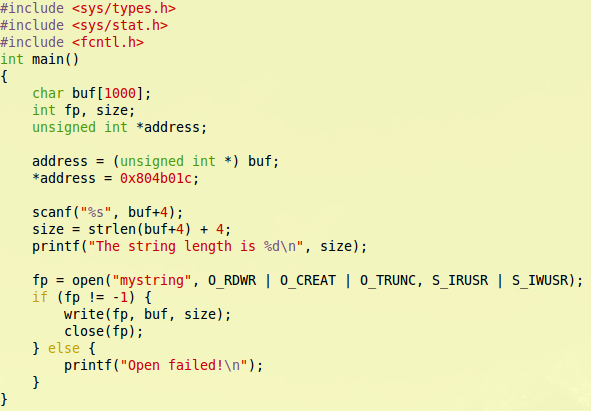 #include <sys/types.h>
#include <sys/stat.h>
#include <fcntl.h>
int main()
{
    char buf[1000];
    int fp, size;
    unsigned int *address;

    address = (unsigned int *) buf;
    *address = 0x804b01c;

    scanf("%s", buf+4);
    size = strlen(buf+4) + 4;
    printf("The string length is %d\n", size);

    fp = open("mystring", O_RDWR | O_CREAT | O_TRUNC, S_IRUSR | S_IWUSR);
    if (fp != -1) {
        write(fp, buf, size);
        close(fp);
    } else {
        printf("Open failed!\n");
    }
}